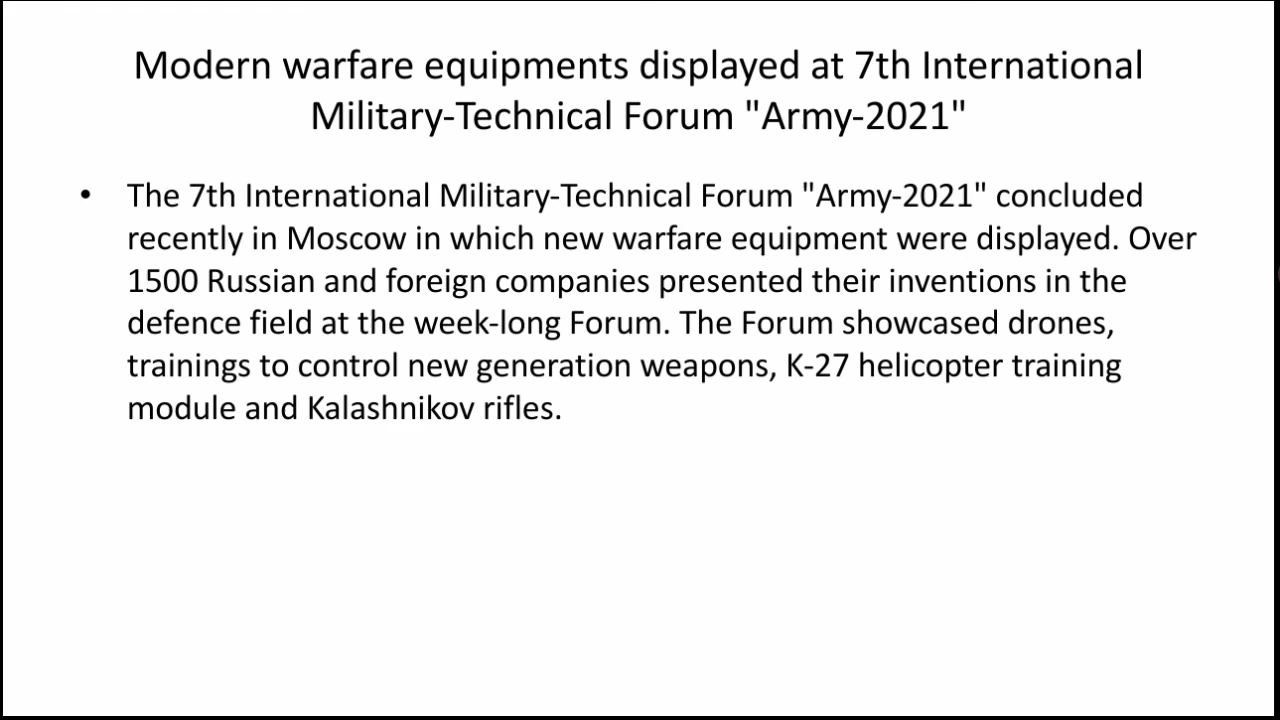 Modern warfare equipments displayed at 7th International
Military-Technical Forum "Army-2021"
• The 7th International Military-Technical Forum "Army-2021" concluded
recently in Moscow in which new warfare equipment were displayed. Over
1500 Russian and foreign companies presented their inventions in the
defence field at the week-long Forum. The Forum showcased drones,
trainings to control new generation weapons, K-27 helicopter training
module and Kalashnikov rifles.